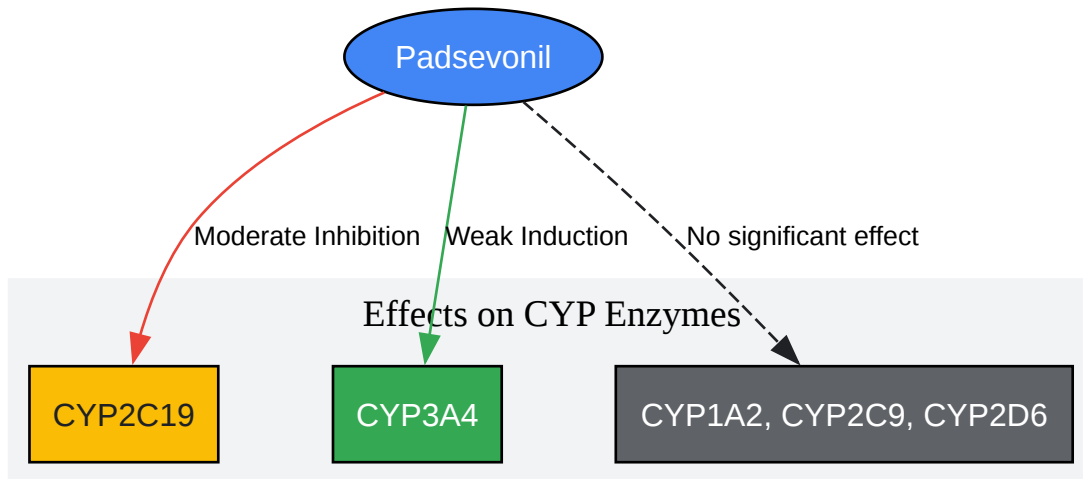 Padsevonil
Moderate Inhibition
Weak Induction
No significant effect
Effects on CYP Enzymes
CYP2C19
CYP3A4
CYP1A2, CYP2C9, CYP2D6